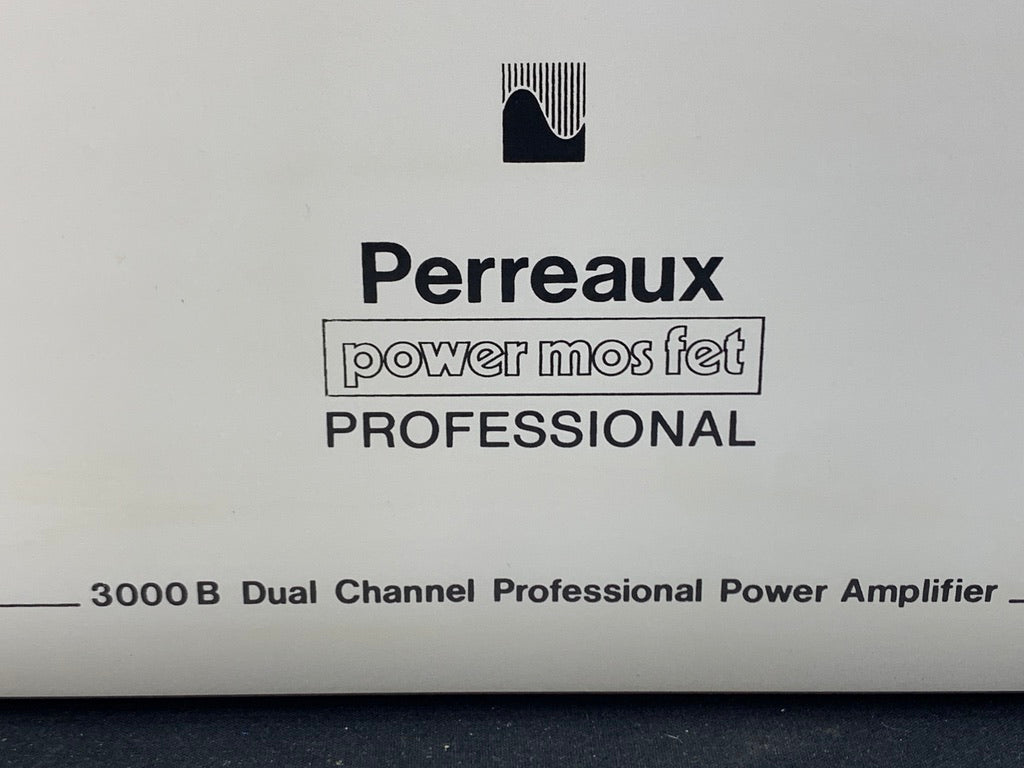 Perreaux
power mos fet
PROFESSIONAL
3000B Dual Channel Professional Power Amplifier